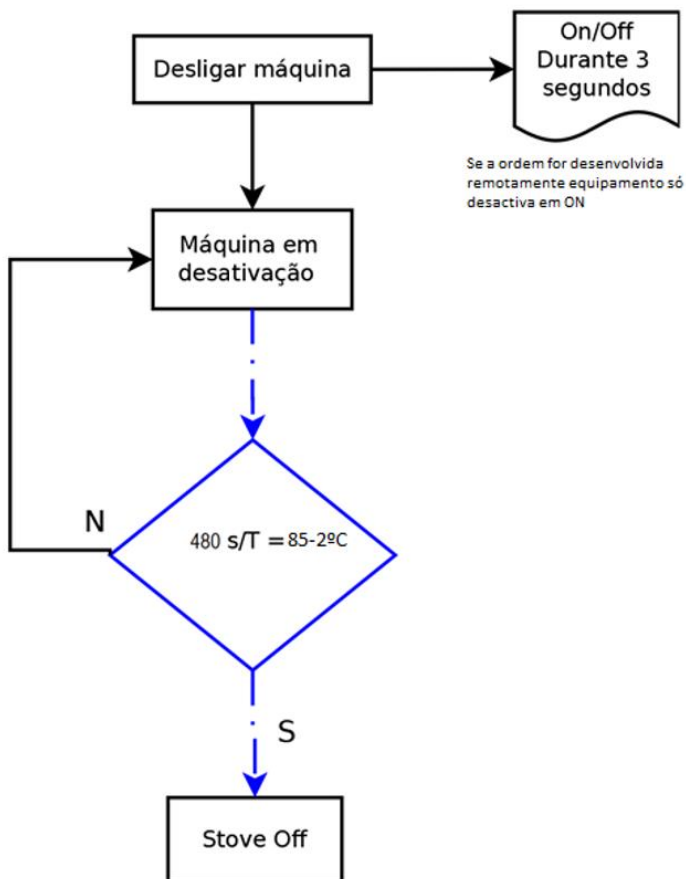 Desligar máquina
On/Off
Durante 3
segundos
Se a ordem for desenvolvida
remotamente equipamento só
desactiva em ON
Máquina em
desativação
N
480 s/T = 85-2ºC
S
Stove Off